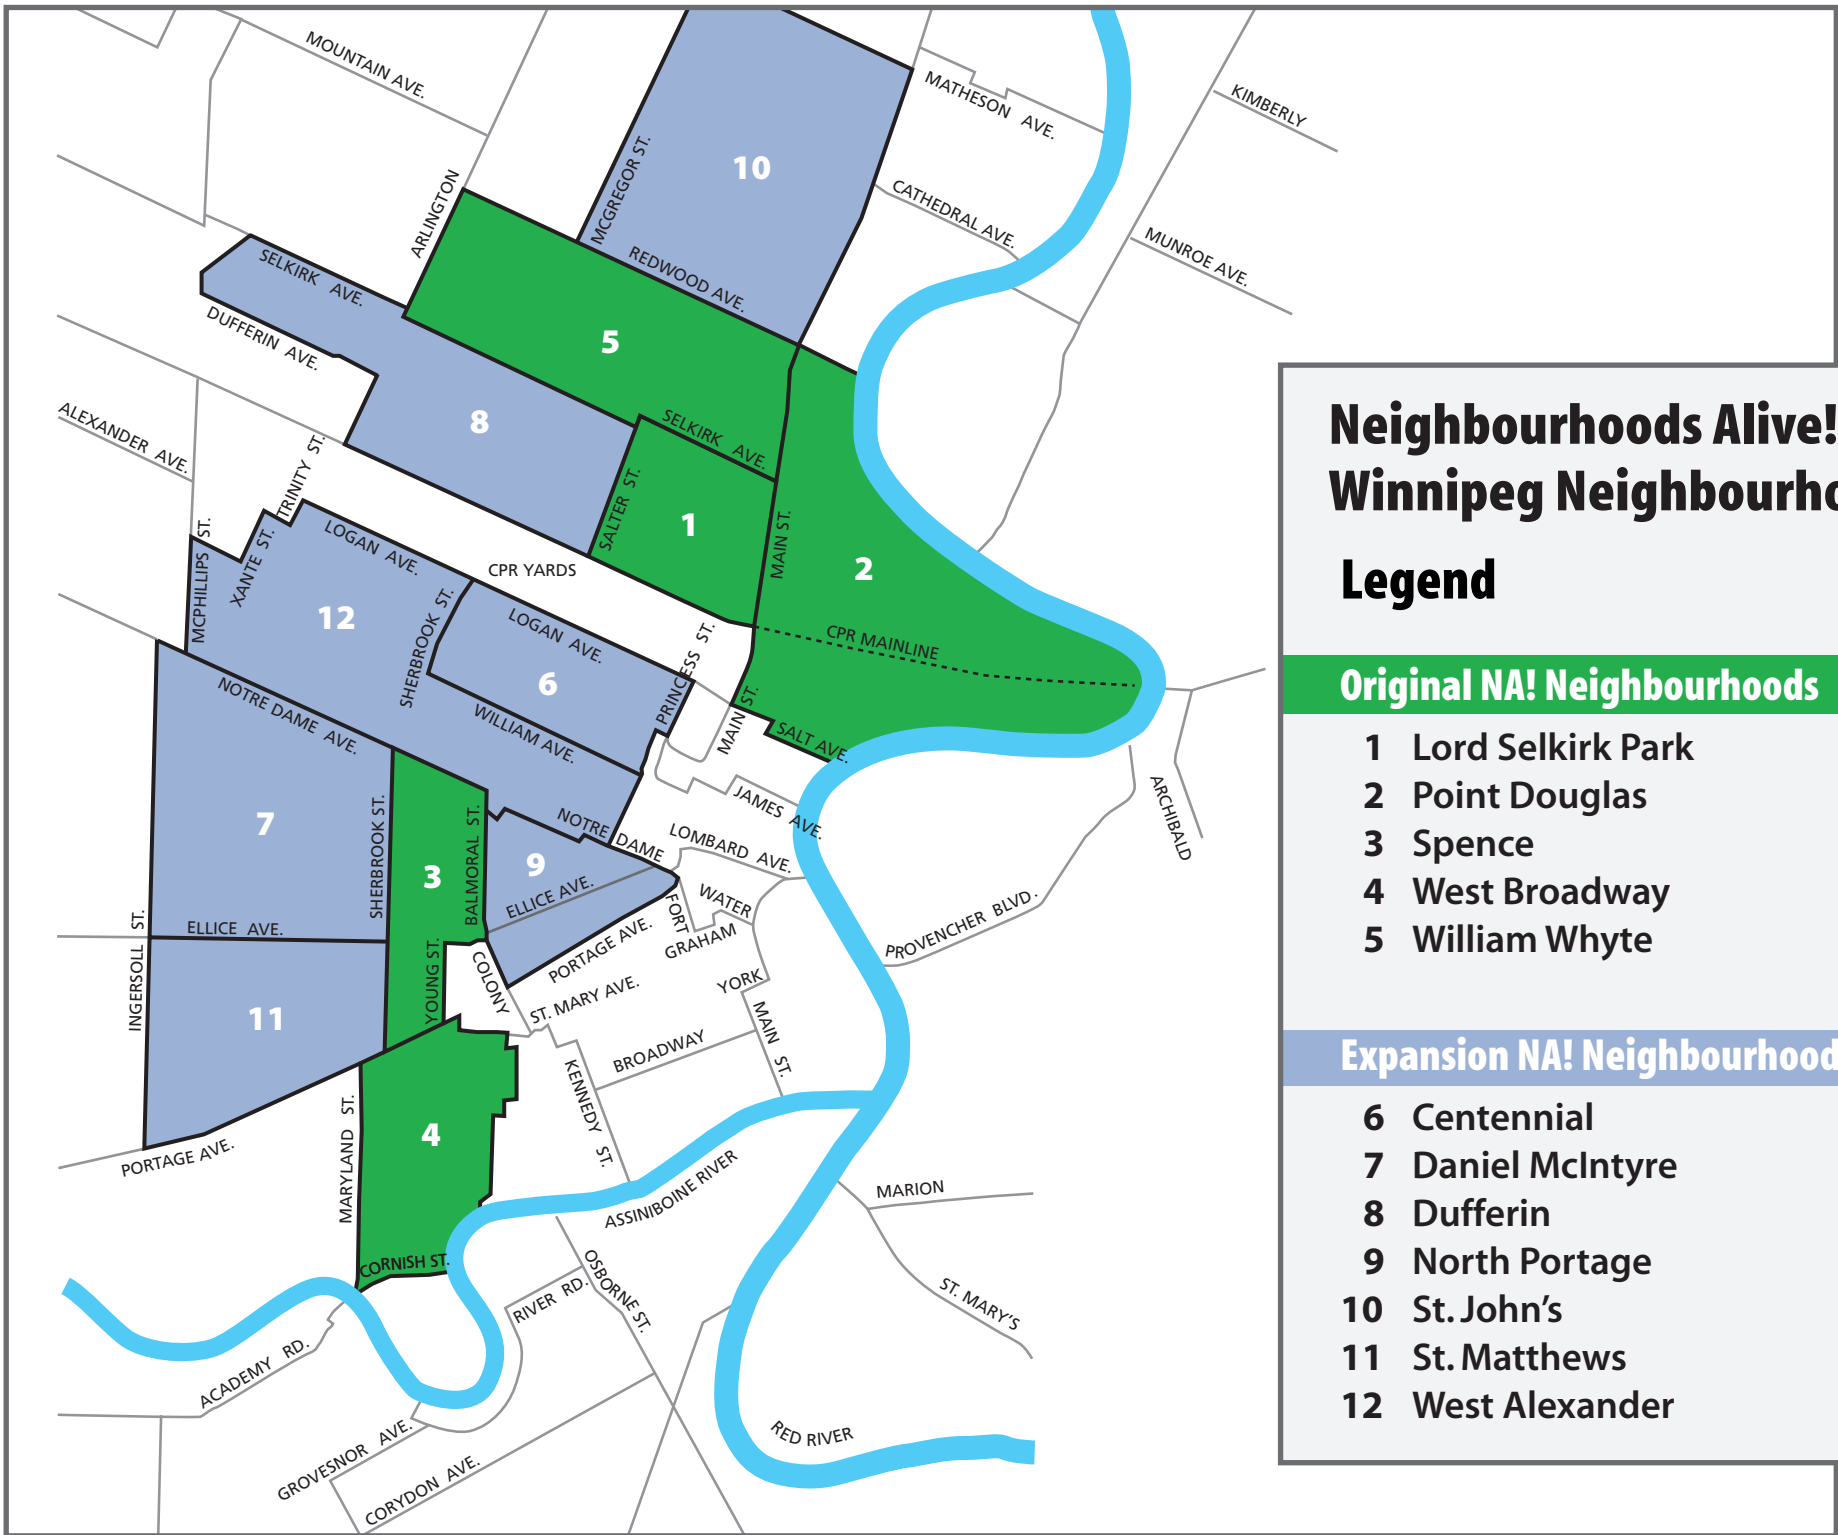 MOUNTAIN AVE.
MATHESON AVE.
KIMBERLY
ARLINGTON
MCGREGOR ST.
10
CATHEDRAL AVE.
MUNROE AVE.
SELKIRK AVE.
REDWOOD AVE.
DUFFERIN AVE.
5
8
SELKIRK AVE.
ALEXANDER AVE.
TRINITY ST.
SALTER ST.
1
MAIN ST.
2
MCPHILLIPS ST.
XANTE ST.
LOGAN AVE.
CPR YARDS
12
SHERBROOK ST.
LOGAN AVE.
6
PRINCESS ST.
CPR MAINLINE
NOTRE DAME AVE.
WILLIAM AVE.
MAIN ST.
SALT AVE.
7
SHERBROOK ST.
3
BALMORAL ST.
NOTRE DAME
9
ELLICE AVE.
JAMES AVE.
LOMBARD AVE.
ARCHIBALD
WATER
FORT
GRAHAM
PORTAGE AVE.
PROVENCHER BLVD.
INGERSOLL ST.
ELLICE AVE.
YOUNG ST.
COLONY
ST. MARY AVE.
YORK
MAIN ST.
11
BROADWAY
KENNEDY ST.
PORTAGE AVE.
MARYLAND ST.
4
ASSINIBOINE RIVER
MARION
CORNISH ST.
OSBORNE ST.
RIVER RD.
ST. MARY'S
ACADEMY RD.
GROVESNOR AVE.
CORYDON AVE.
RED RIVER
Neighbourhoods Alive!
Winnipeg Neighbourho
Legend
Original NA! Neighbourhoods
1 Lord Selkirk Park
2 Point Douglas
3 Spence
4 West Broadway
5 William Whyte
Expansion NA! Neighbourhood
6 Centennial
7 Daniel McIntyre
8 Dufferin
9 North Portage
10 St. John's
11 St. Matthews
12 West Alexander